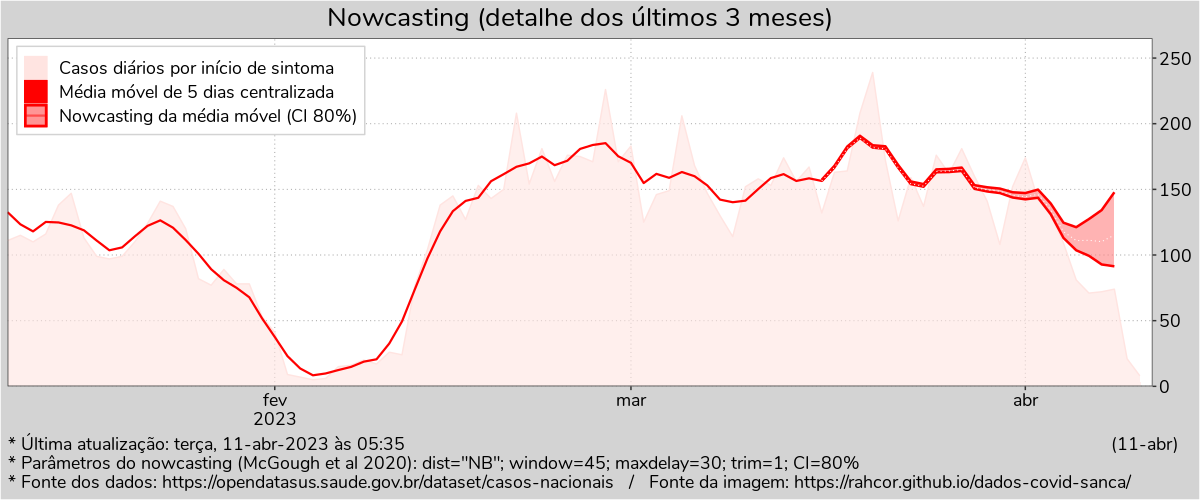 Nowcasting (detalhe dos últimos 3 meses)
Casos diários por início de sintoma
Média móvel de 5 dias centralizada
Nowcasting da média móvel (CI 80%)
250
200
150
100
50
0
fev
2023
mar
abr
* Última atualização: terça, 11-abr-2023 às 05:35
(11-abr)
* Parâmetros do nowcasting (McGough et al 2020): dist="NB"; window=45; maxdelay=30; trim=1; CI=80%
* Fonte dos dados: https://opendatasus.saude.gov.br/dataset/casos-nacionais / Fonte da imagem: https://rahcor.github.io/dados-covid-sanca/